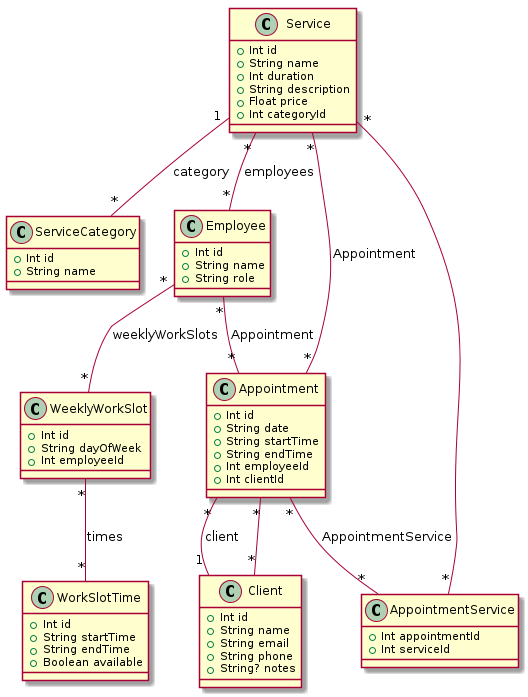 C Service
Int id
String name
Int duration
String description
Float price
Int categoryId
1
*
*
*
category
employees
*
*
Appointment
C ServiceCategory
Int id
String name
C Employee
Int id
String name
String role
*
*
weeklyWorkSlots
Appointment
*
*
*
C WeeklyWorkSlot
Int id
String dayOfWeek
Int employeeId
C Appointment
Int id
String date
String startTime
String endTime
Int employeeId
Int clientId
*
*
*
*
times
client
AppointmentService
*
1
*
*
*
C WorkSlotTime
Int id
String startTime
String endTime
Boolean available
C Client
Int id
String name
String email
String phone
String? notes
C AppointmentService
Int appointmentId
Int serviceId